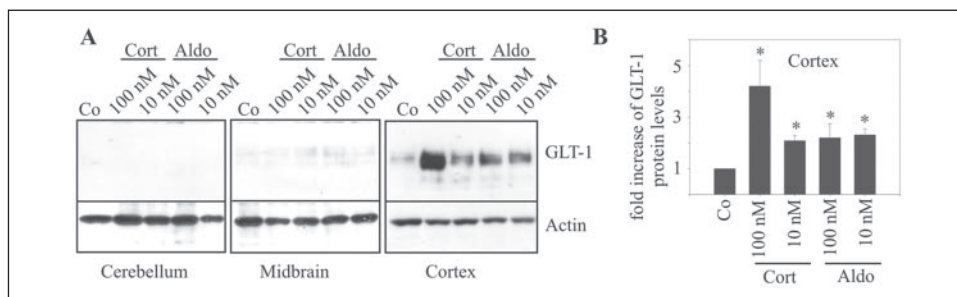 A
Cort Aldo Cort Aldo Cort Aldo
Co 100 nM 10 nM 100 nM 10 nM Co 100 nM 10 nM 100 nM 10 nM Co 100 nM 10 nM 100 nM 10 nM
GLT-1
Actin
Cerebellum Midbrain Cortex
B
fold increase of GLT-1
protein levels
5
3
1
Cortex
* * * *
Co 100 nM 10 nM 100 nM 10 nM
Cort Aldo